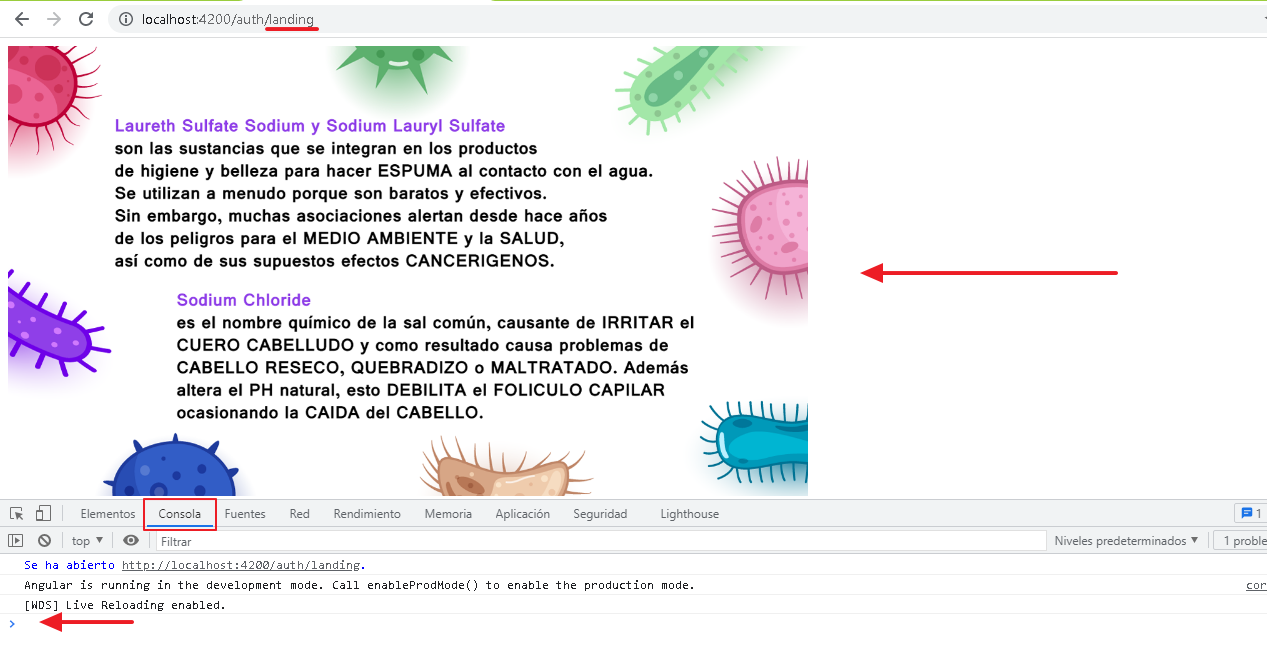 localhost:4200/auth/landing
Laureth Sulfate Sodium y Sodium Lauryl Sulfate
son las sustancias que se integran en los productos
de higiene y belleza para hacer ESPUMA al contacto con el agua.
Se utilizan a menudo porque son baratos y efectivos.
Sin embargo, muchas asociaciones alertan desde hace años
de los peligros para el MEDIO AMBIENTE y la SALUD,
así como de sus supuestos efectos CANCERIGENOS.
Sodium Chloride
es el nombre químico de la sal común, causante de IRRITAR el
CUERO CABELLUDO y como resultado causa problemas de
CABELLO RESECO, QUEBRADIZO o MALTRATADO. Además
altera el PH natural, esto DEBILITA el FOLICULO CAPILAR
ocasionando la CAIDA del CABELLO.
Elementos Consola Fuentes Red Rendimiento Memoria Aplicación Seguridad Lighthouse 1
top Filtrar Niveles predeterminados 1 proble
Se ha abierto http://localhost:4200/auth/landing.
Angular is running in the development mode. Call enableProdMode() to enable the production mode. cor
[WDS] Live Reloading enabled.